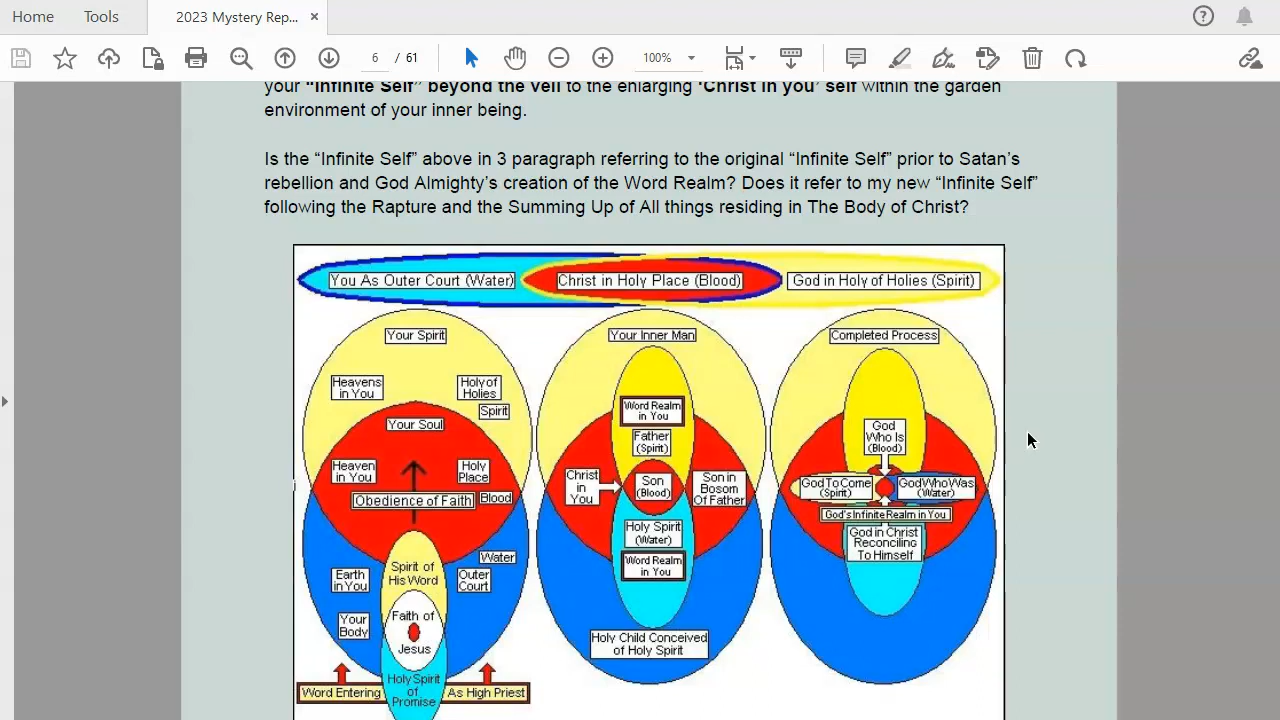 Home
Tools
2023 Mystery Rep... ×
6 / 61
100%
your “Infinite Self” beyond the veil to the enlarging ‘Christ in you’ self within the garden
environment of your inner being.
Is the “Infinite Self” above in 3 paragraph referring to the original “Infinite Self” prior to Satan’s
rebellion and God Almighty’s creation of the Word Realm? Does it refer to my new “Infinite Self”
following the Rapture and the Summing Up of All things residing in The Body of Christ?
You As Outer Court (Water)
Christ in Holy Place (Blood)
God in Holy of Holies (Spirit)
Your Spirit
Heavens
in You
Holy of
Holies
Spirit
Your Soul
Heaven
in You
Holy
Place
Obedience of Faith
Blood
Water
Spirit of
His Word
Earth
in You
Outer
Court
Your
Body
Faith of
Jesus
Holy Spirit
of
Promise
Word Entering
As High Priest
Your Inner Man
Word Realm
in You
Father
(Spirit)
Christ
in
You
Son
(Blood)
Son in
Bosom
Of Father
Holy Spirit
(Water)
Word Realm
in You
Holy Child Conceived
of Holy Spirit
Completed Process
God
Who Is
(Blood)
God To Come
(Spirit)
God Who Was
(Water)
God's Infinite Realm in You
God in Christ
Reconciling
To Himself